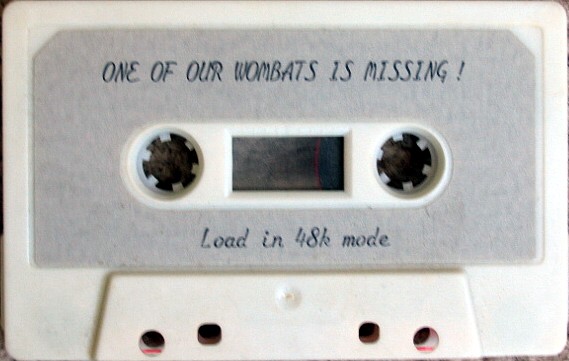 ONE OF OUR WOMBATS IS MISSING !
Load in 48k mode